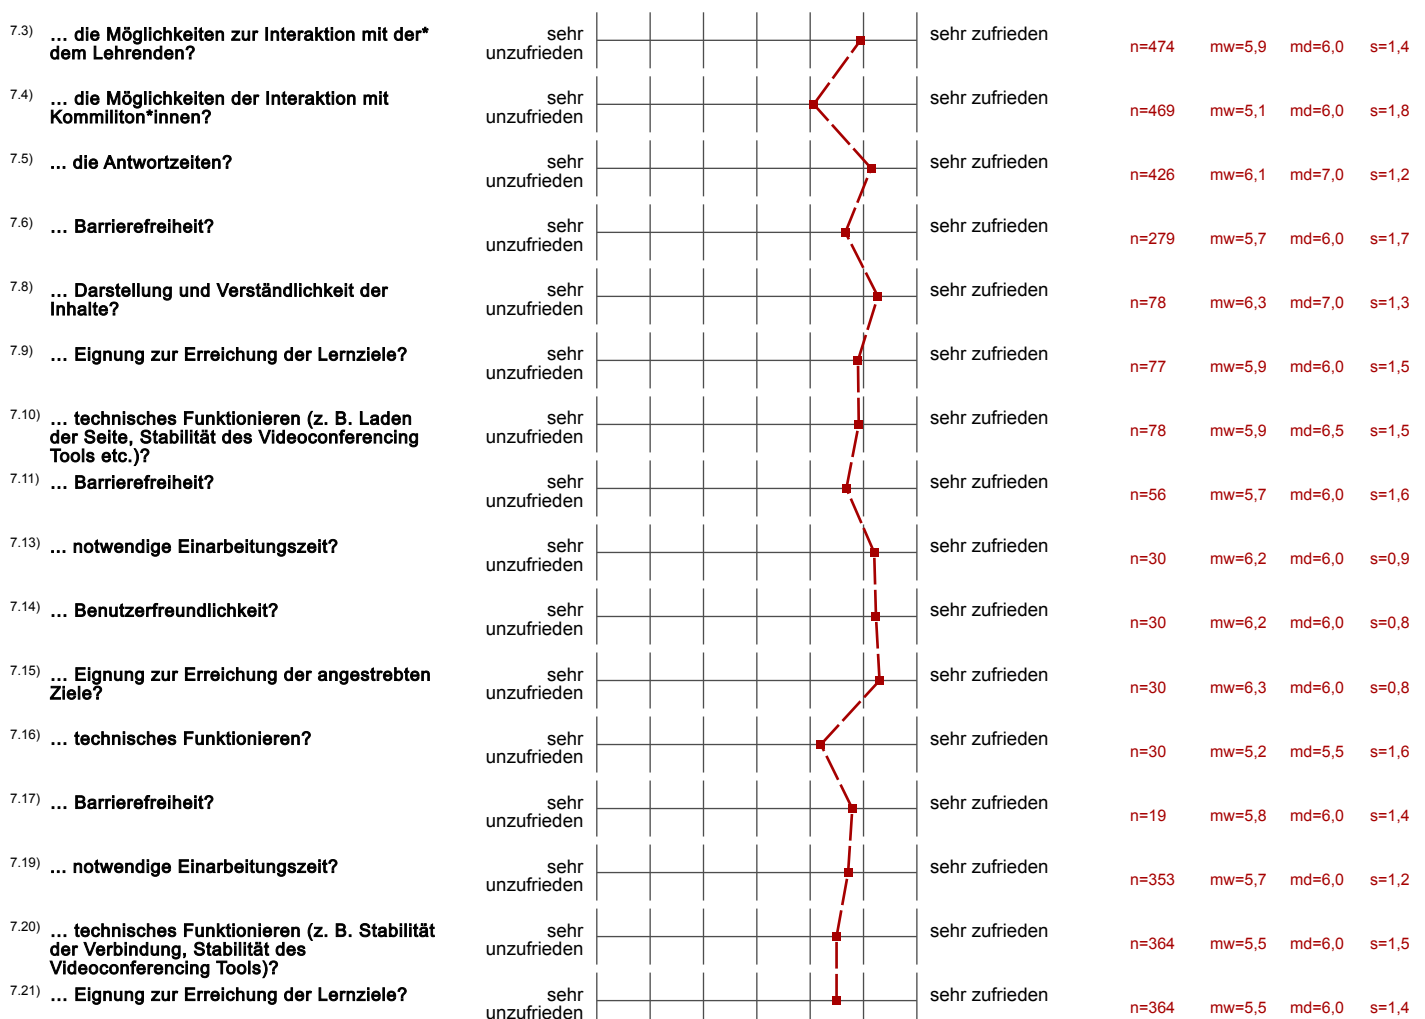 7.3) ... die Möglichkeiten zur Interaktion mit der* sehr sehr zufrieden
dem Lehrenden? unzufrieden n=474 mw=5,9 md=6,0 s=1,4
7.4) ... die Möglichkeiten der Interaktion mit sehr sehr zufrieden
Kommiliton*innen? unzufrieden n=469 mw=5,1 md=6,0 s=1,8
7.5) ... die Antwortzeiten? sehr sehr zufrieden
unzufrieden n=426 mw=6,1 md=7,0 s=1,2
7.6) ... Barrierefreiheit? sehr sehr zufrieden
unzufrieden n=279 mw=5,7 md=6,0 s=1,7
7.8) ... Darstellung und Verständlichkeit der sehr sehr zufrieden
Inhalte? unzufrieden n=78 mw=6,3 md=7,0 s=1,3
7.9) ... Eignung zur Erreichung der Lernziele? sehr sehr zufrieden
unzufrieden n=77 mw=5,9 md=6,0 s=1,5
7.10) ... technisches Funktionieren (z. B. Laden sehr sehr zufrieden
der Seite, Stabilität des Videoconferencing unzufrieden n=78 mw=5,9 md=6,5 s=1,5
Tools etc.)?
7.11) ... Barrierefreiheit? sehr sehr zufrieden
unzufrieden n=56 mw=5,7 md=6,0 s=1,6
7.13) ... notwendige Einarbeitungszeit? sehr sehr zufrieden
unzufrieden n=30 mw=6,2 md=6,0 s=0,9
7.14) ... Benutzerfreundlichkeit? sehr sehr zufrieden
unzufrieden n=30 mw=6,2 md=6,0 s=0,8
7.15) ... Eignung zur Erreichung der angestrebten sehr sehr zufrieden
Ziele? unzufrieden n=30 mw=6,3 md=6,0 s=0,8
7.16) ... technisches Funktionieren? sehr sehr zufrieden
unzufrieden n=30 mw=5,2 md=5,5 s=1,6
7.17) ... Barrierefreiheit? sehr sehr zufrieden
unzufrieden n=19 mw=5,8 md=6,0 s=1,4
7.19) ... notwendige Einarbeitungszeit? sehr sehr zufrieden
unzufrieden n=353 mw=5,7 md=6,0 s=1,2
7.20) ... technisches Funktionieren (z. B. Stabilität sehr sehr zufrieden
der Verbindung, Stabilität des unzufrieden n=364 mw=5,5 md=6,0 s=1,5
Videoconferencing Tools)?
7.21) ... Eignung zur Erreichung der Lernziele? sehr sehr zufrieden
unzufrieden n=364 mw=5,5 md=6,0 s=1,4